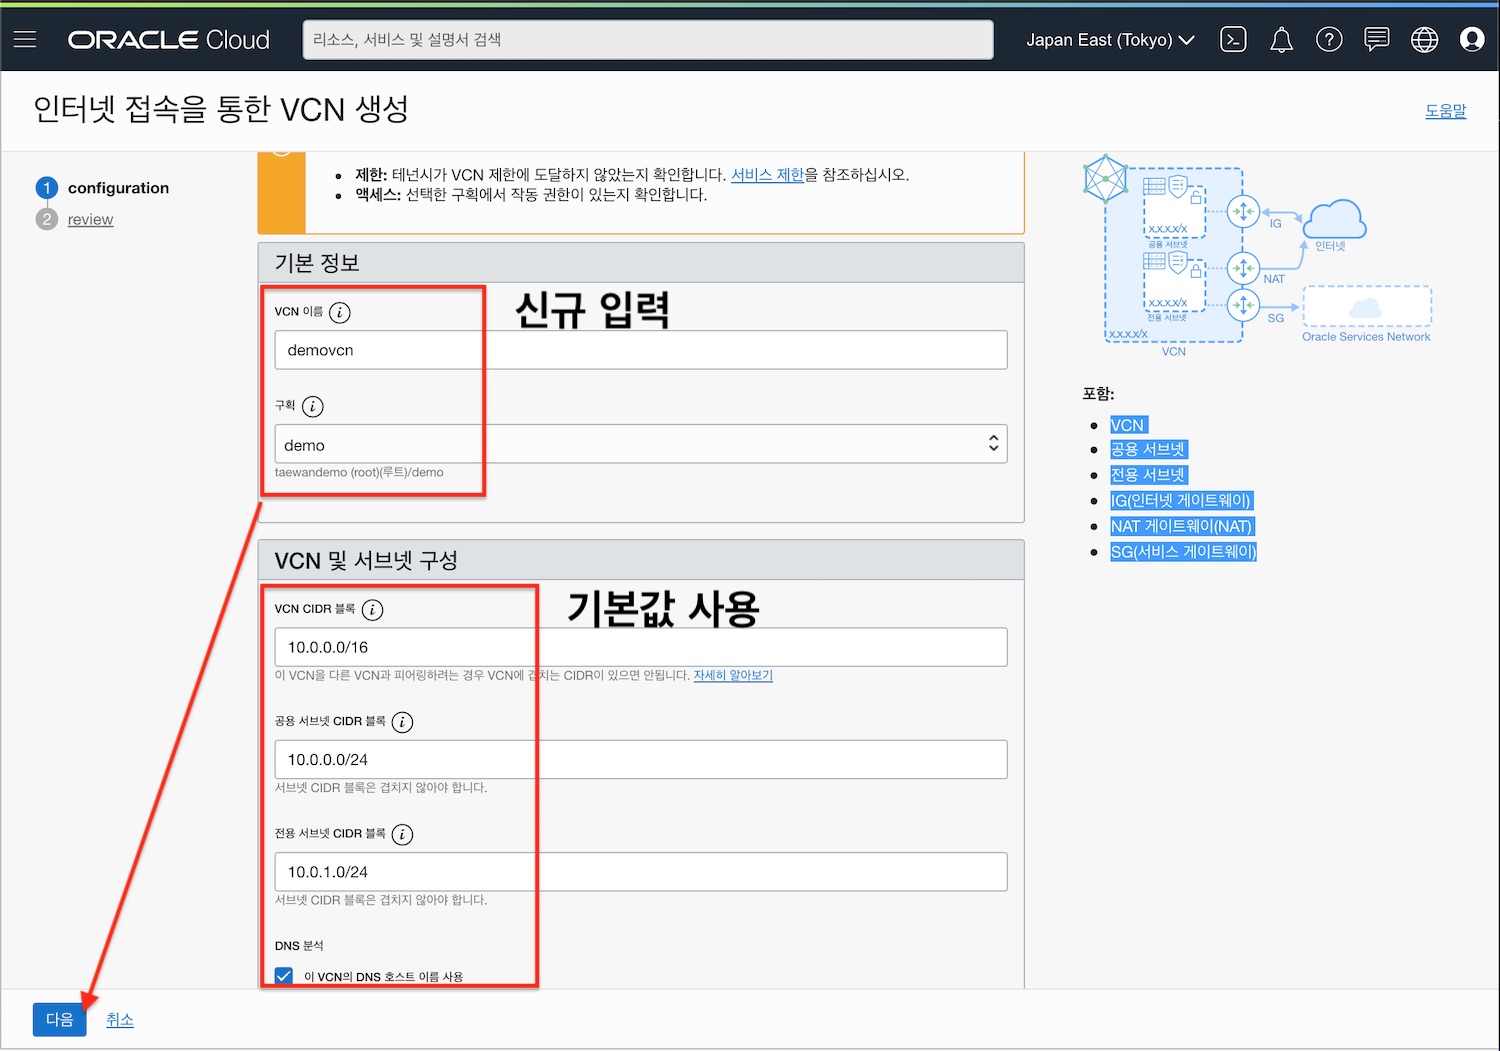 ORACLE Cloud
리소스, 서비스 및 설명서 검색
Japan East (Tokyo)
인터넷 접속을 통한 VCN 생성
도움말
1 configuration
2 review
제한: 테넌시가 VCN 제한에 도달하지 않았는지 확인합니다. 서비스 제한을 참조하십시오.
액세스: 선택한 구획에서 작동 권한이 있는지 확인합니다.
기본 정보
VCN 이름
신규 입력
demovcn
구획
demo
taewandemo (root)(루트)/demo
VCN 및 서브넷 구성
VCN CIDR 블록
기본값 사용
10.0.0.0/16
이 VCN을 다른 VCN과 피어링하려는 경우 VCN에 겹치는 CIDR이 있으면 안됩니다. 자세히 알아보기
공용 서브넷 CIDR 블록
10.0.0.0/24
서브넷 CIDR 블록은 겹치지 않아야 합니다.
전용 서브넷 CIDR 블록
10.0.1.0/24
서브넷 CIDR 블록은 겹치지 않아야 합니다.
DNS 분석
이 VCN의 DNS 호스트 이름 사용
다음
취소
x.x.x.x/x
공용 서브넷
IG
인터넷
NAT
x.x.x.x/x
전용 서브넷
SG
x.x.x.x/x
VCN
Oracle Services Network
포함:
VCN
공용 서브넷
전용 서브넷
IG(인터넷 게이트웨이)
NAT 게이트웨이(NAT)
SG(서비스 게이트웨이)